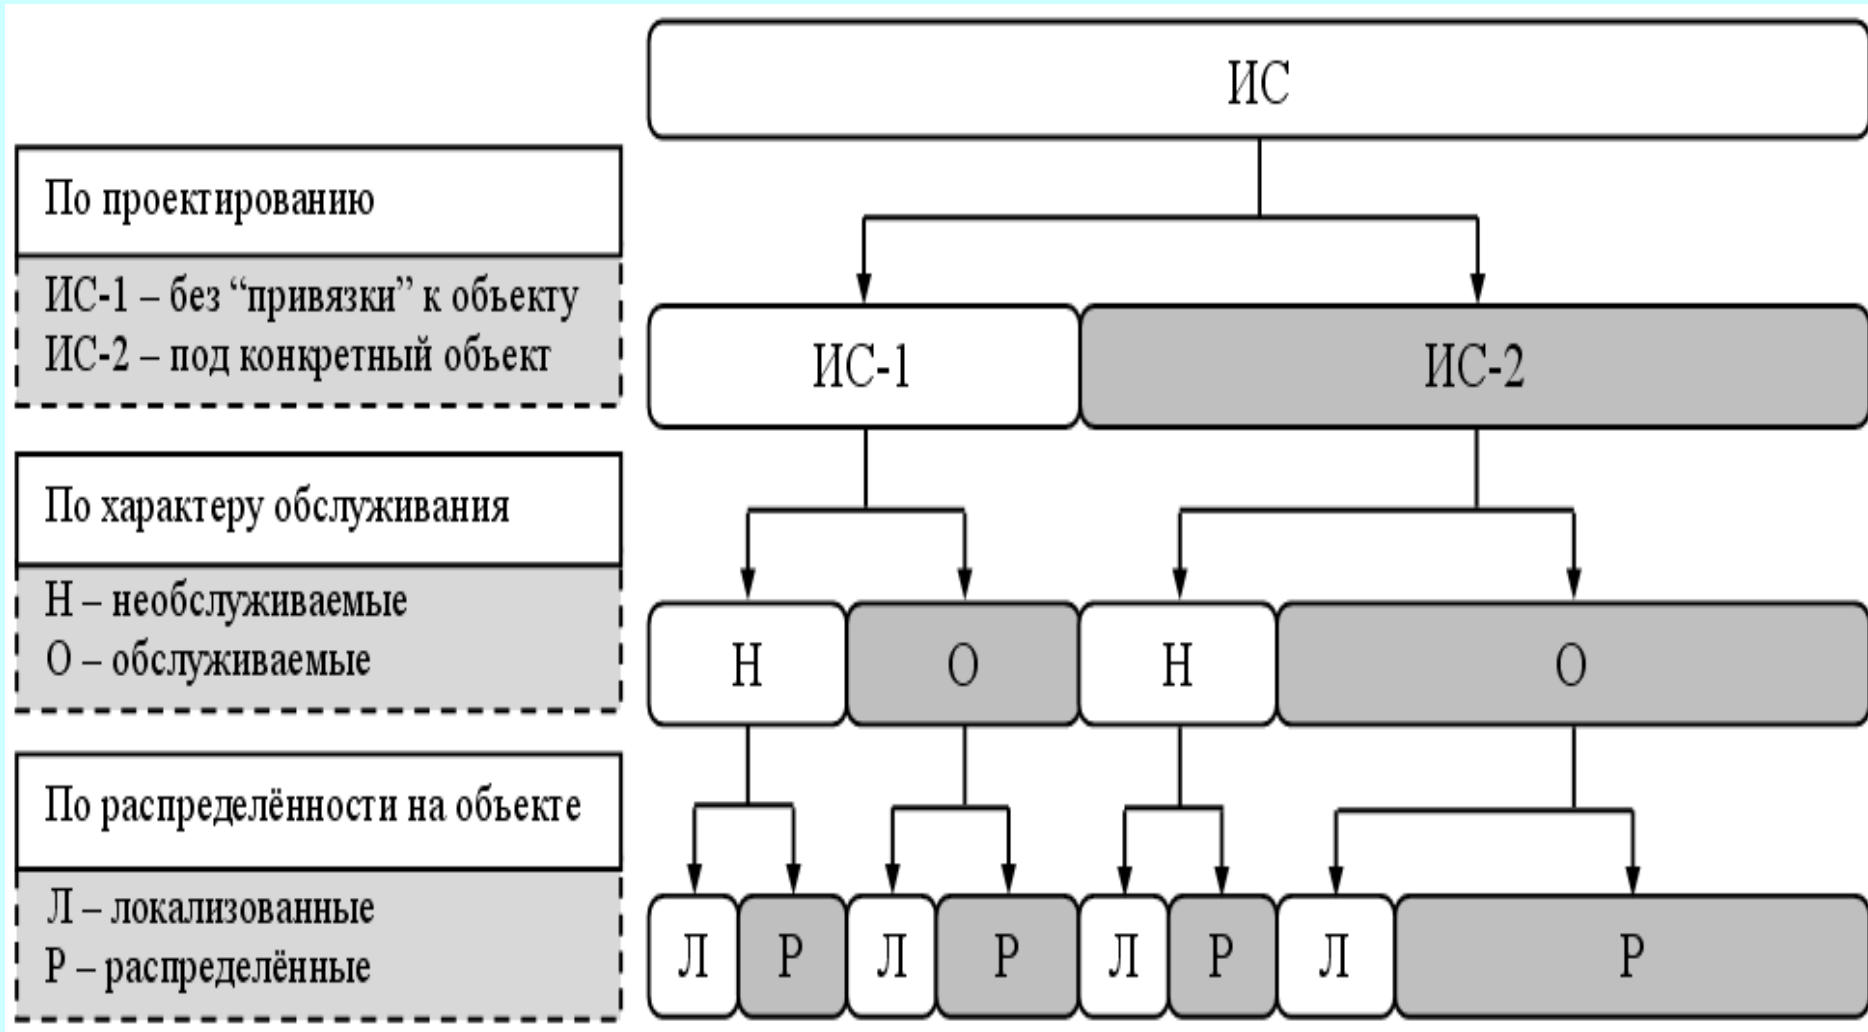 ИС
По проектированию
ИС-1 – без “привязки” к объекту
ИС-2 – под конкретный объект
ИС-1
ИС-2
По характеру обслуживания
Н – необслуживаемые
О – обслуживаемые
Н
О
Н
О
По распределённости на объекте
Л – локализованные
Р – распределённые
Л
Р
Л
Р
Л
Р
Л
Р